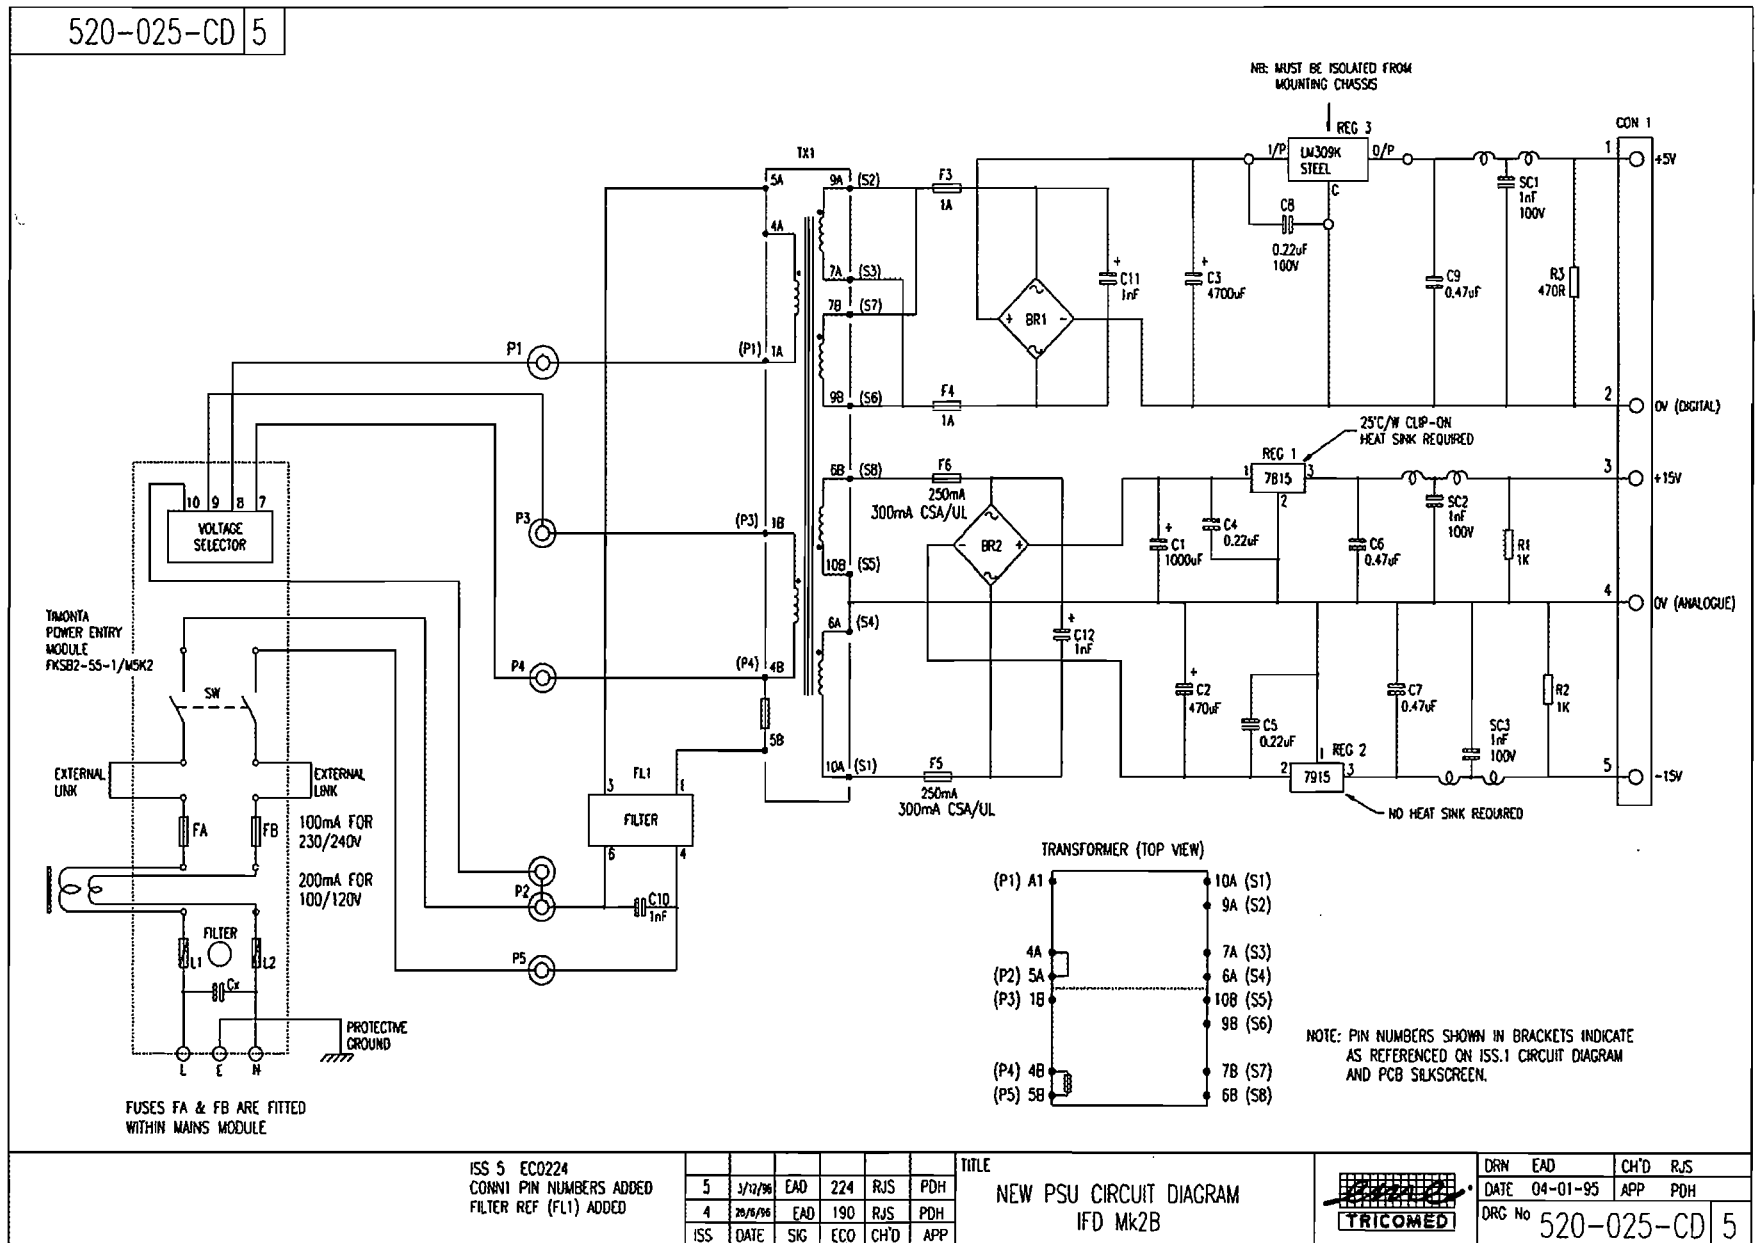 520-025-CD 5
NB: MUST BE ISOLATED FROM
MOUNTING CHASSIS
REG 3
I/P
LM309K
STEEL
O/P
C
CON 1
1
+5V
TX1
5A
9A (S2)
F3
1A
4A
7A (S3)
7B (S7)
(P1) 1A
9B (S6)
F4
1A
BR1
+
-
+
C11
1nF
+
C3
4700uF
C8
0.22uF
100V
C9
0.47uF
SC1
1nF
100V
R3
470R
2
0V (DIGITAL)
P1
P3
P4
P2
P5
10 9 8 7
VOLTAGE
SELECTOR
TIMONTA
POWER ENTRY
MODULE
FKSB2-55-1/M5K2
SW
EXTERNAL
LINK
EXTERNAL
LINK
FA
FB
100mA FOR
230/240V
200mA FOR
100/120V
FILTER
L1
L2
Cx
PROTECTIVE
GROUND
L
E
N
FUSES FA & FB ARE FITTED
WITHIN MAINS MODULE
(P3) 1B
(P4) 4B
5B
FL1
3
FILTER
6
4
C10
1nF
6B (S8)
F6
250mA
300mA CSA/UL
10B (S5)
6A (S4)
10A (S1)
F5
250mA
300mA CSA/UL
BR2
-
+
+
C12
1nF
+
C1
1000uF
C4
0.22uF
REG 1
1
7815
3
2
25°C/W CLIP-ON
HEAT SINK REQUIRED
C6
0.47uF
SC2
1nF
100V
R1
1K
3
+15V
4
0V (ANALOGUE)
+
C2
470uF
C5
0.22uF
1
REG 2
2
7915
3
NO HEAT SINK REQUIRED
C7
0.47uF
SC3
1nF
100V
R2
1K
5
-15V
TRANSFORMER (TOP VIEW)
(P1) A1
10A (S1)
9A (S2)
4A
7A (S3)
(P2) 5A
6A (S4)
(P3) 1B
10B (S5)
9B (S6)
(P4) 4B
7B (S7)
(P5) 5B
6B (S8)
NOTE: PIN NUMBERS SHOWN IN BRACKETS INDICATE
AS REFERENCED ON ISS.1 CIRCUIT DIAGRAM
AND PCB SILKSCREEN.
ISS 5 ECO224
CONN1 PIN NUMBERS ADDED
FILTER REF (FL1) ADDED
5 3/12/96 EAD 224 RJS PDH
4 EAD 190 RJS PDH
ISS DATE SIG ECO CH'D APP
TITLE
NEW PSU CIRCUIT DIAGRAM
IFD Mk2B
TRICOMED
DRN EAD CH'D RJS
DATE 04-01-95 APP PDH
DRG No 520-025-CD 5